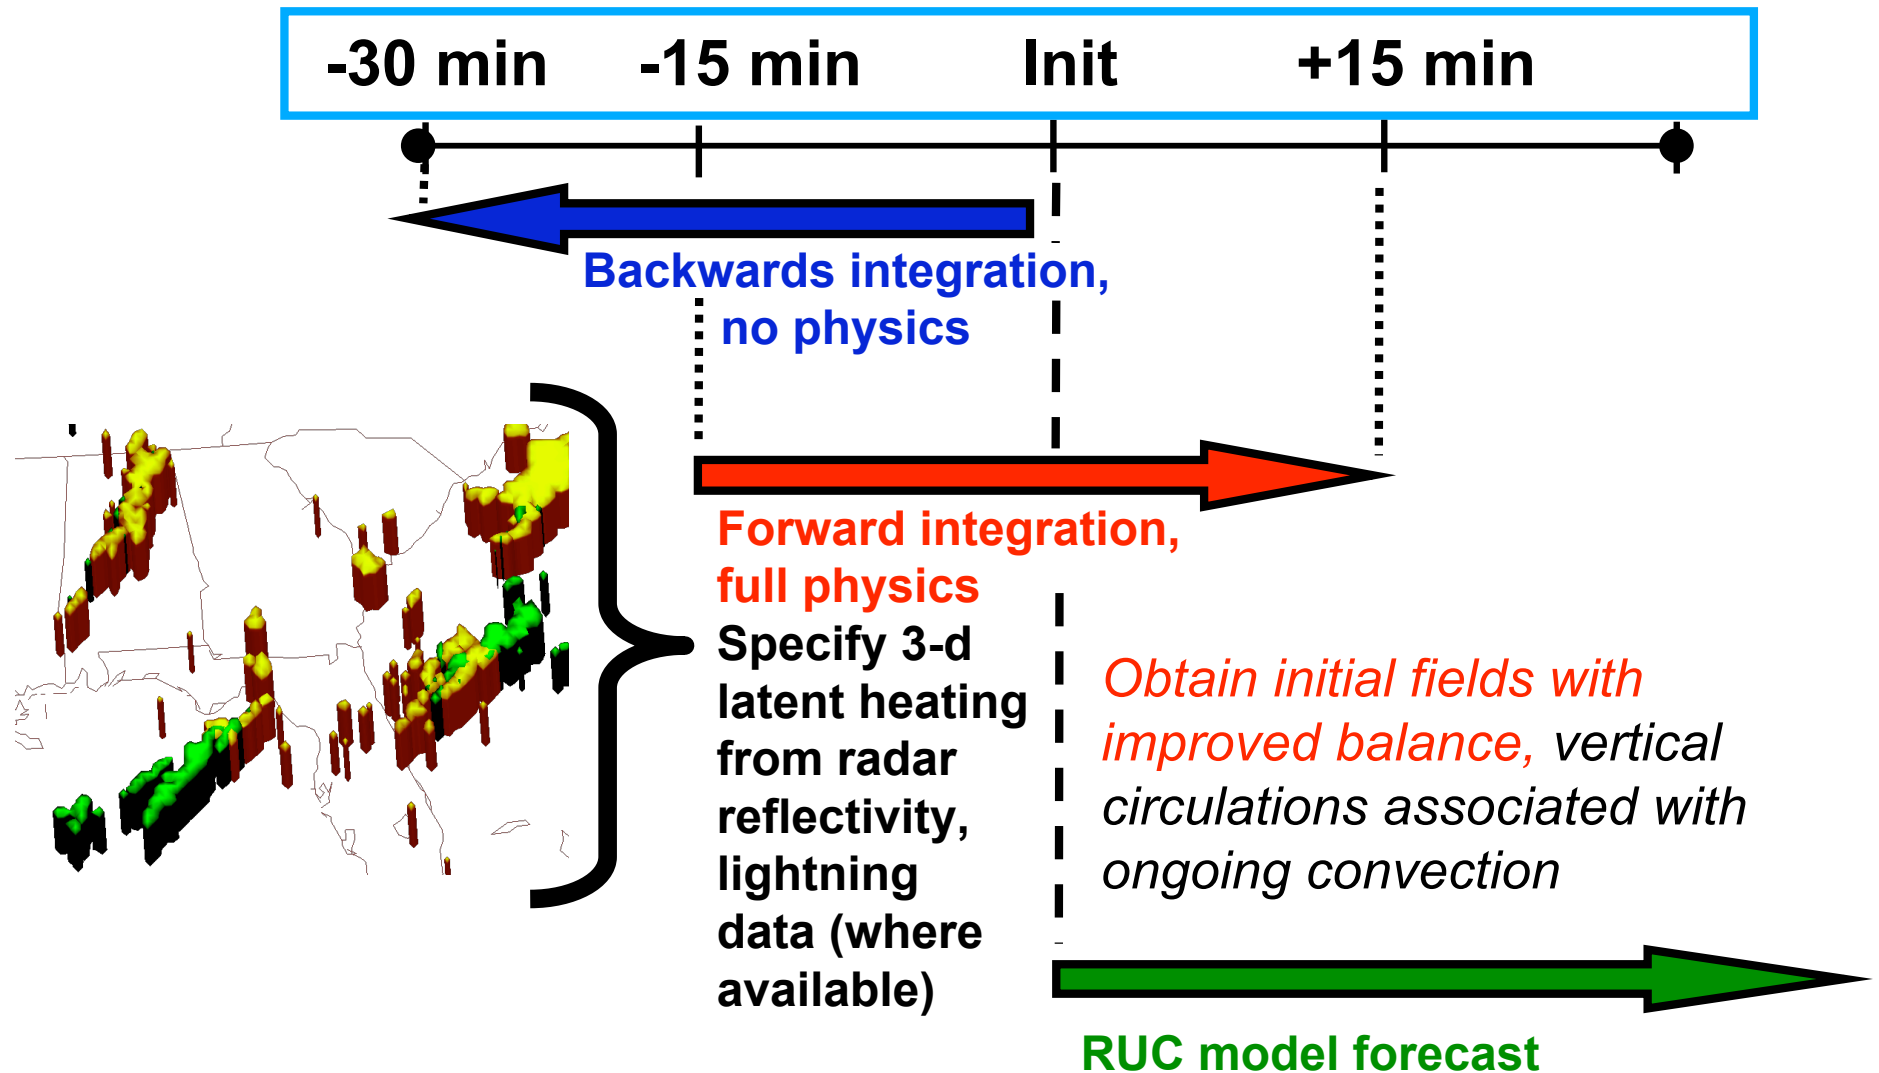 -30 min -15 min Init +15 min
Backwards integration,
no physics
Forward integration,
full physics
Specify 3-d
latent heating
from radar
reflectivity,
lightning
data (where
available)
Obtain initial fields with
improved balance, vertical
circulations associated with
ongoing convection
RUC model forecast